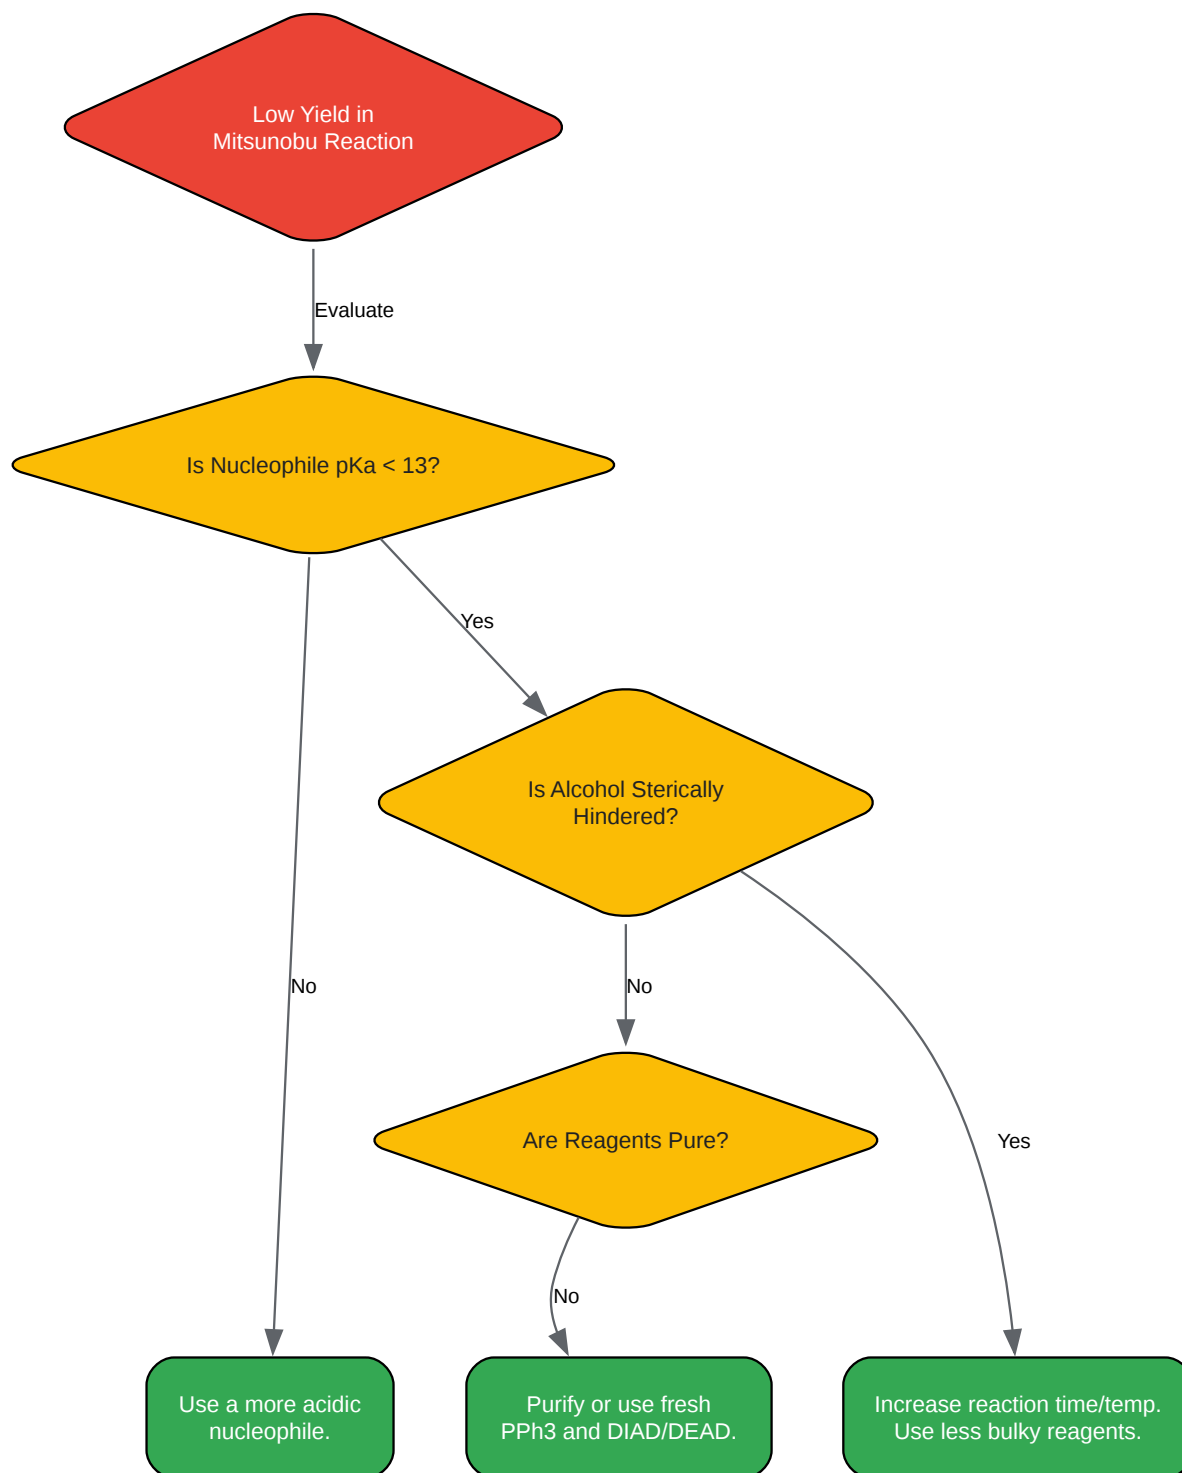 Low Yield in
Mitsunobu Reaction
Evaluate
Is Nucleophile pKa < 13?
Yes
Is Alcohol Sterically
Hindered?
No
No
Are Reagents Pure?
Yes
No
Use a more acidic
nucleophile.
Purify or use fresh
PPh3 and DIAD/DEAD.
Increase reaction time/temp.
Use less bulky reagents.